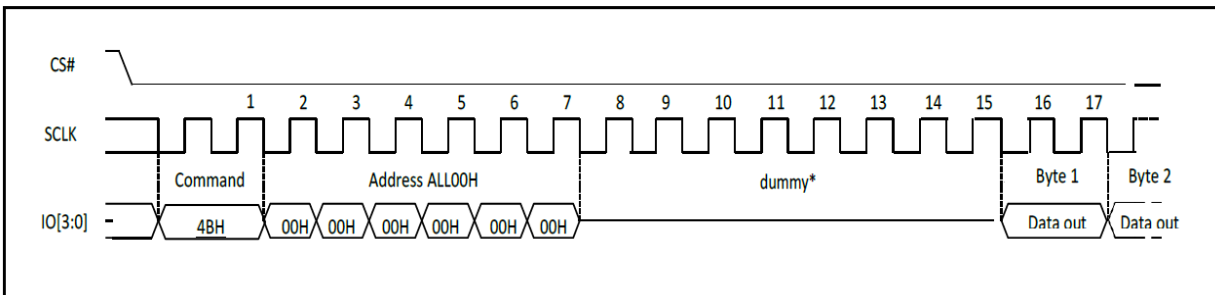 CS#
1 2 3 4 5 6 7 8 9 10 11 12 13 14 15 16 17
SCLK
Command Address ALL00H dummy* Byte 1 Byte 2
IO[3:0] 4BH 00H 00H 00H 00H 00H 00H Data out Data out